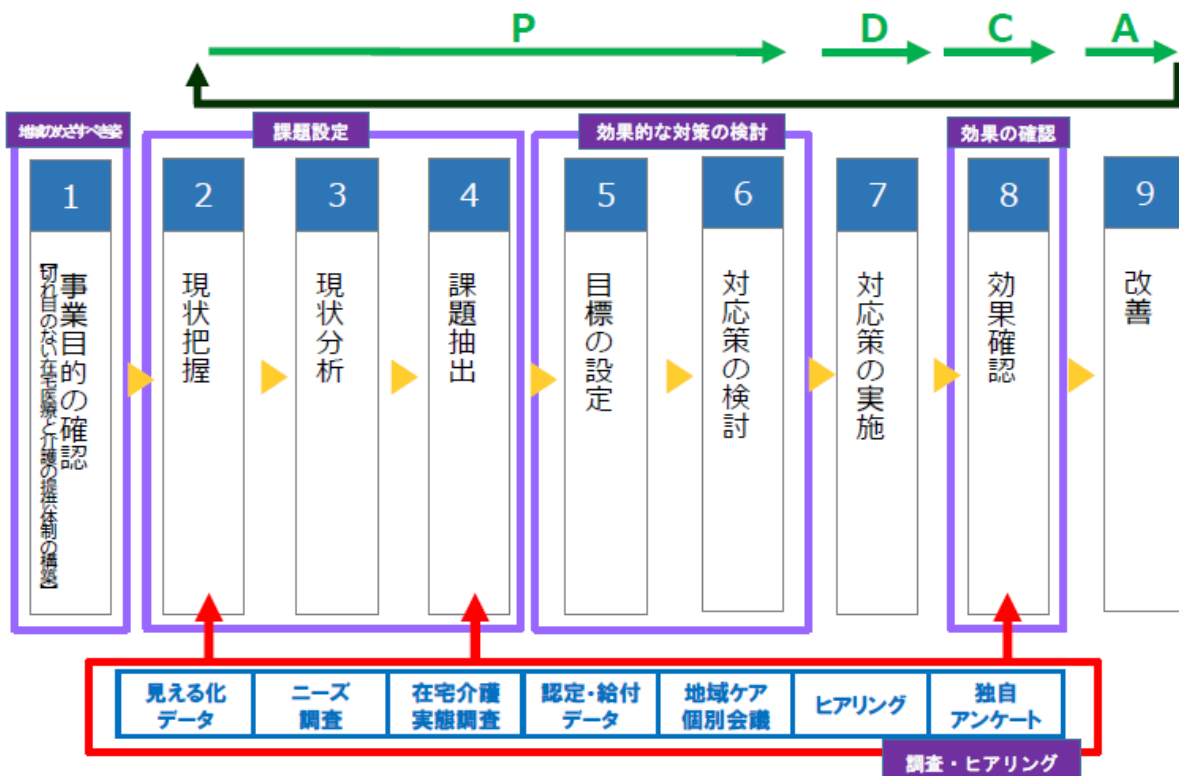 P
D
C
A
地域のめざすべき姿
課題設定
効果的な対策の検討
効果の確認
1
事業目的の確認
【切れ目のない在宅医療と介護の提供体制の構築】
2
現状把握
3
現状分析
4
課題抽出
5
目標の設定
6
対応策の検討
7
対応策の実施
8
効果確認
9
改善
見える化
データ
ニーズ
調査
在宅介護
実態調査
認定・給付
データ
地域ケア
個別会議
ヒアリング
独自
アンケート
調査・ヒアリング